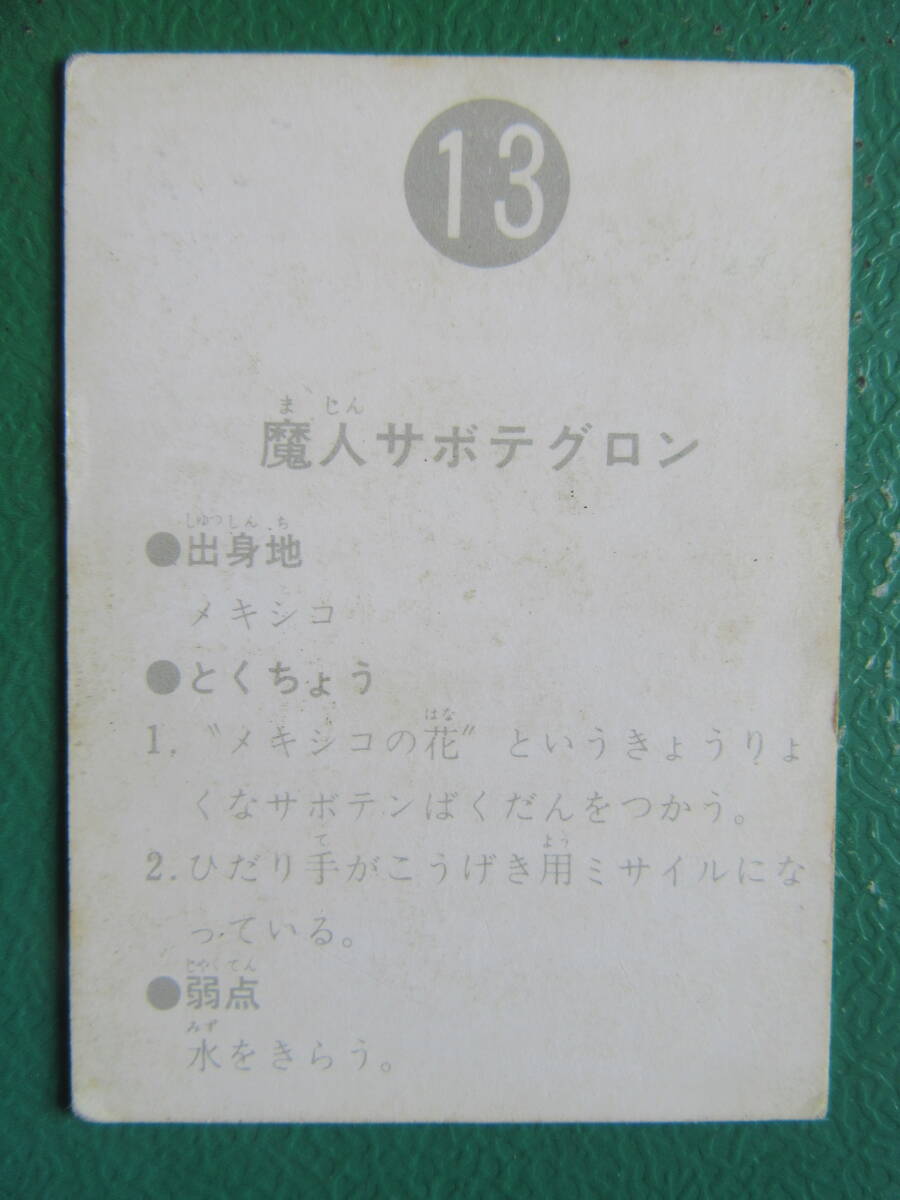 13
まじん
魔人サボテグロン
しゅつしんち
●出身地
メキシコ
●とくちょう
はな
1.〝メキシコの花〞というきょうりょ
くなサボテンばくだんをつかう。
て よう
2.ひだり手がこうげき用ミサイルにな
っている。
じゃくてん
●弱点
みず
水をきらう。